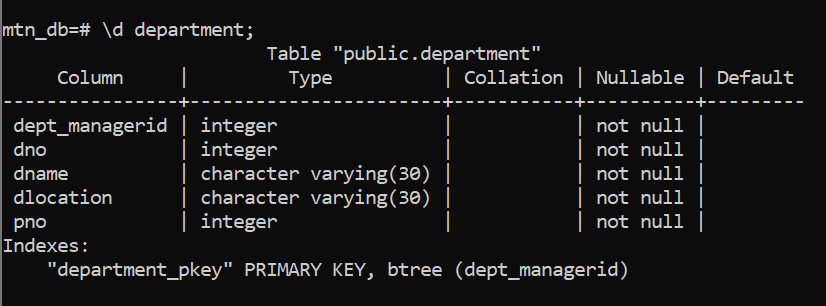 mtn_db=# \d department;
                     Table "public.department"
     Column     |         Type          | Collation | Nullable | Default
----------------+-----------------------+-----------+----------+---------
 dept_managerid | integer               |           | not null |
 dno            | integer               |           | not null |
 dname          | character varying(30) |           | not null |
 dlocation      | character varying(30) |           | not null |
 pno            | integer               |           | not null |
Indexes:
    "department_pkey" PRIMARY KEY, btree (dept_managerid)